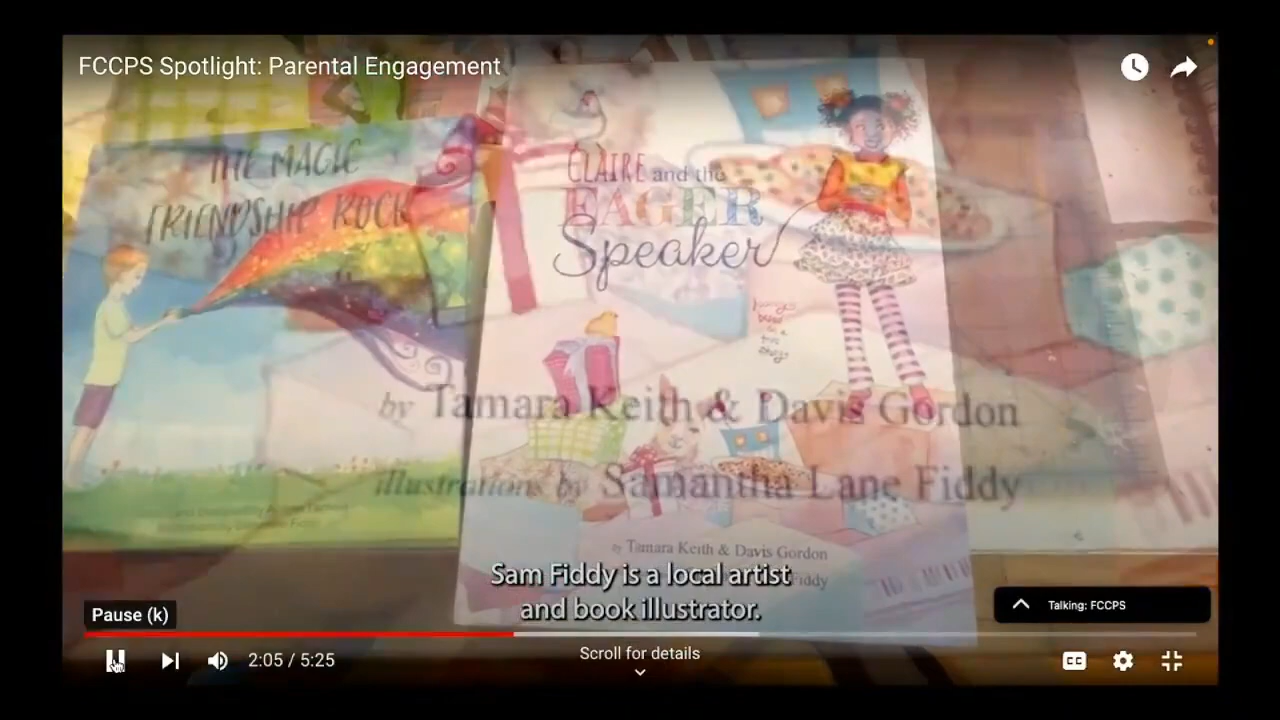 FCCPS Spotlight: Parental Engagement
THE MAGIC
FRIENDSHIP ROCK
CLAIRE and the
EAGER
Speaker
by Tamara Keith & Davis Gordon
illustrations by Samantha Lane Fiddy
by Tamara Keith & Davis Gordon
Fiddy
Sam Fiddy is a local artist
and book illustrator.
Talking: FCCPS
Pause (k)
2:05 / 5:25
Scroll for details
CC